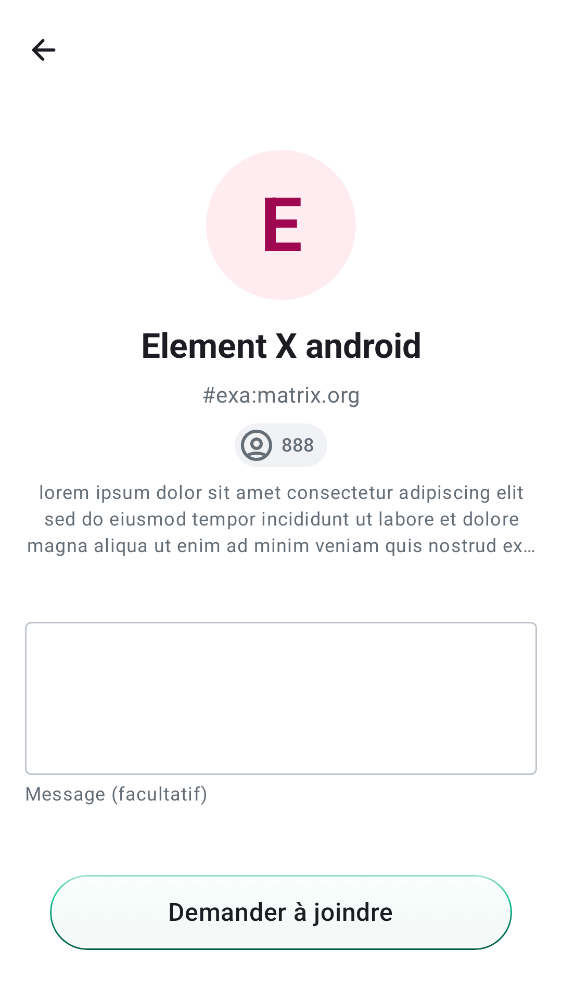 E
Element X android
#exa:matrix.org
888
lorem ipsum dolor sit amet consectetur adipiscing elit
sed do eiusmod tempor incididunt ut labore et dolore
magna aliqua ut enim ad minim veniam quis nostrud ex…
Message (facultatif)
Demander à joindre